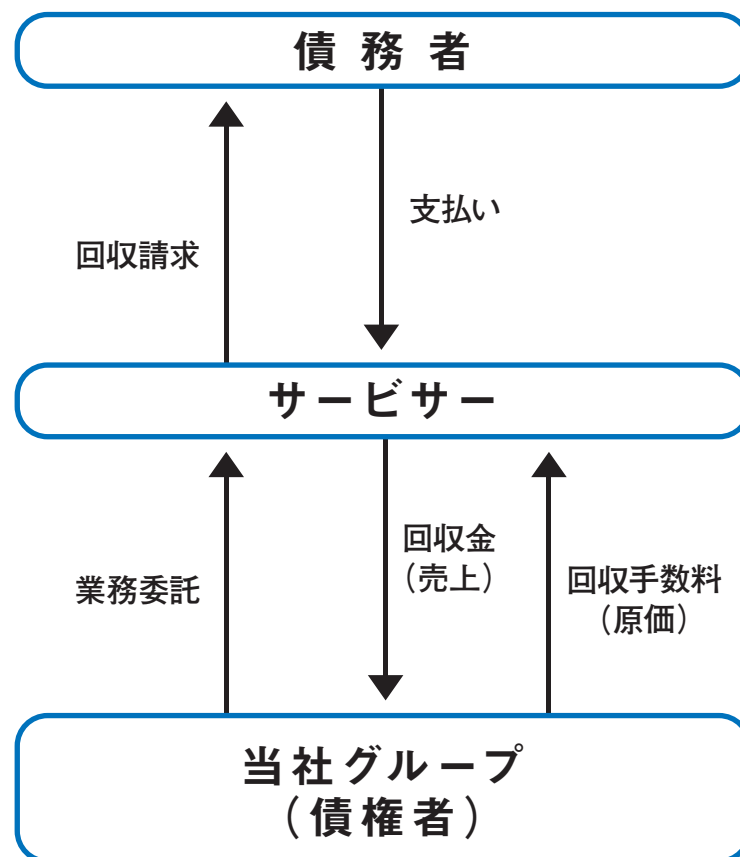 債務者
支払い
回収請求
サービサー
回収金
（売上）
業務委託
回収手数料
（原価）
当社グループ
（債権者）